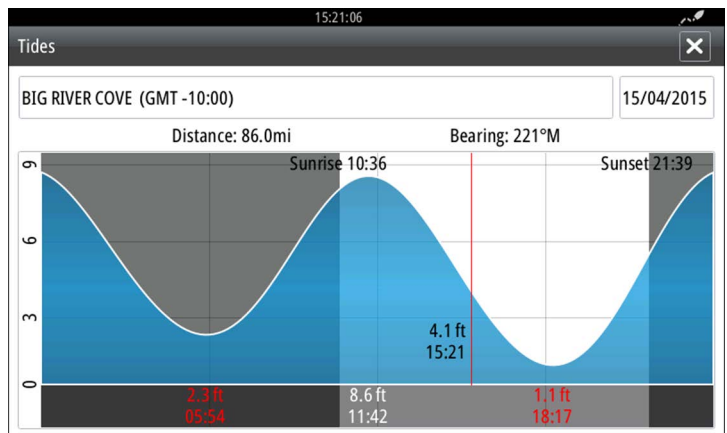 15:21:06
Tides
BIG RIVER COVE (GMT -10:00)
15/04/2015
Distance: 86.0mi
Bearing: 221°M
9
Sunrise 10:36
Sunset 21:39
6
3
4.1 ft
15:21
0
2.3 ft
05:54
8.6 ft
11:42
1.1 ft
18:17